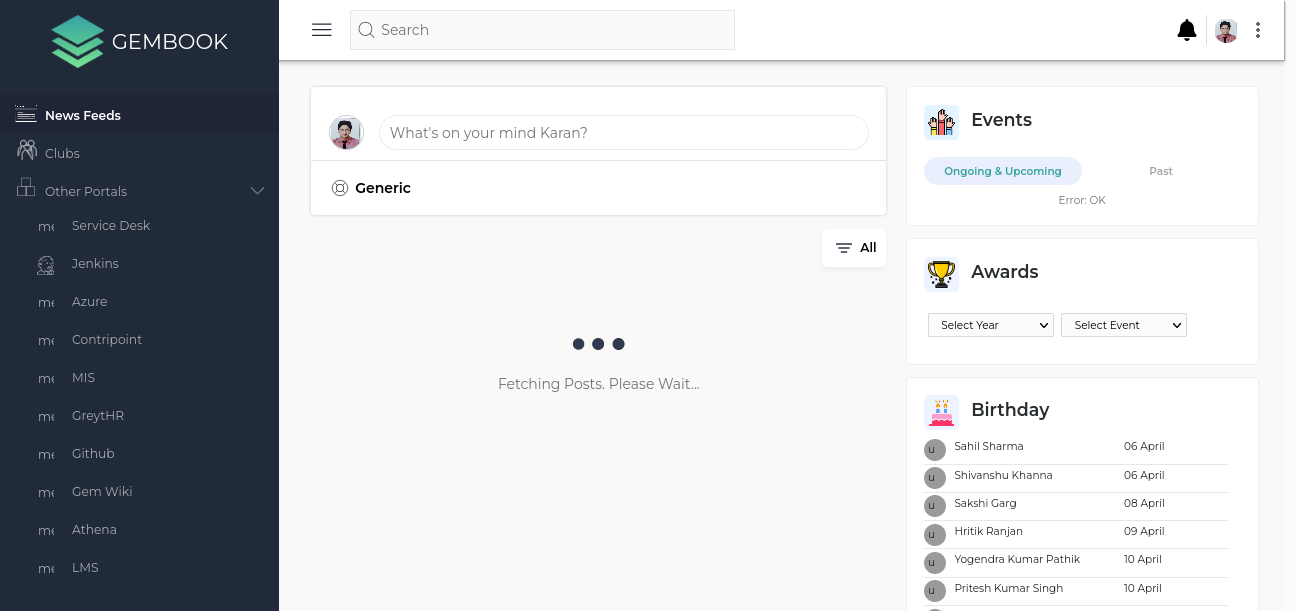 GEMBOOK
News Feeds
Clubs
Other Portals
me Service Desk
Jenkins
me Azure
me Contripoint
me MIS
me GreytHR
me Github
me Gem Wiki
me Athena
me LMS
Search
What's on your mind Karan?
Generic
All
Fetching Posts. Please Wait...
Events
Ongoing & Upcoming Past
Error: OK
Awards
Select Year Select Event
Birthday
u Sahil Sharma 06 April
u Shivanshu Khanna 06 April
u Sakshi Garg 08 April
u Hritik Ranjan 09 April
u Yogendra Kumar Pathik 10 April
u Pritesh Kumar Singh 10 April